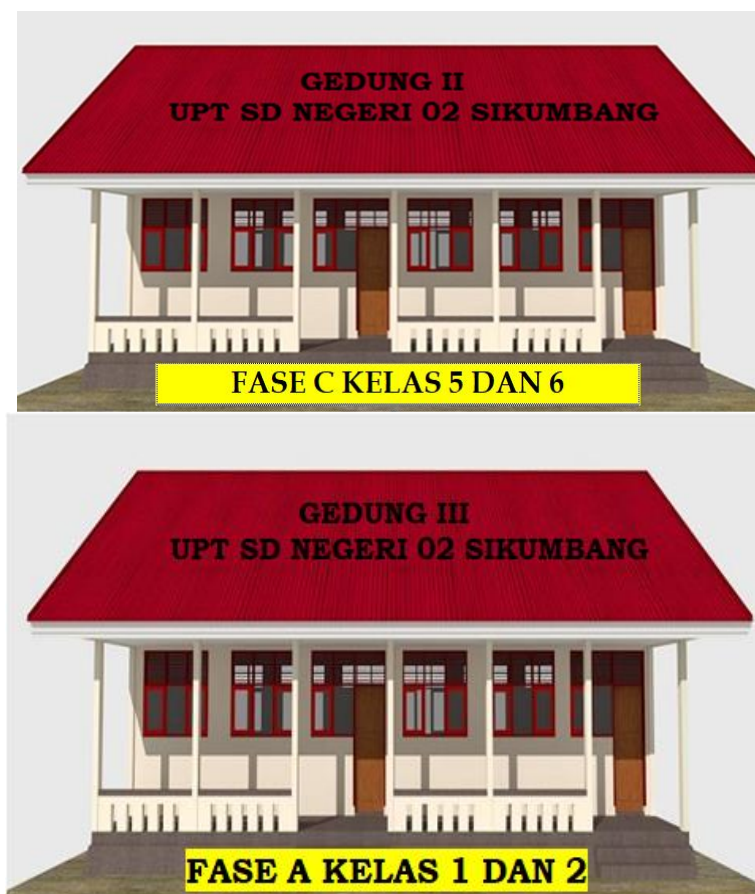 GEDUNG II
UPT SD NEGERI 02 SIKUMBANG
FASE C KELAS 5 DAN 6
GEDUNG III
UPT SD NEGERI 02 SIKUMBANG
FASE A KELAS 1 DAN 2